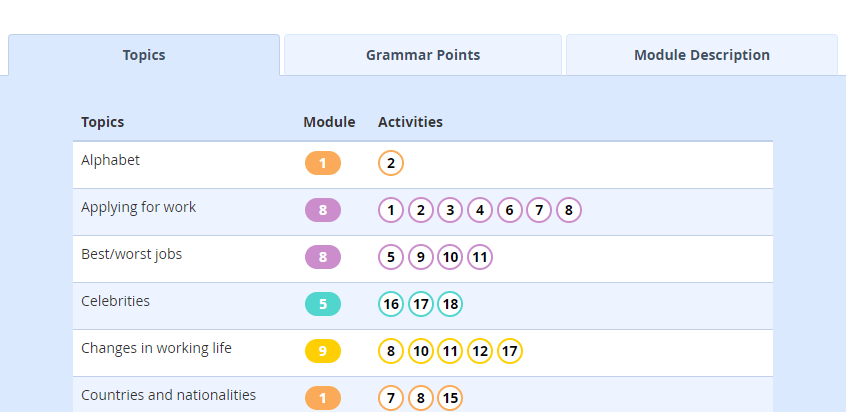 Topics Grammar Points Module Description
Topics Module Activities
Alphabet 1 2
Applying for work 8 1 2 3 4 6 7 8
Best/worst jobs 8 5 9 10 11
Celebrities 5 16 17 18
Changes in working life 9 8 10 11 12 17
Countries and nationalities 1 7 8 15